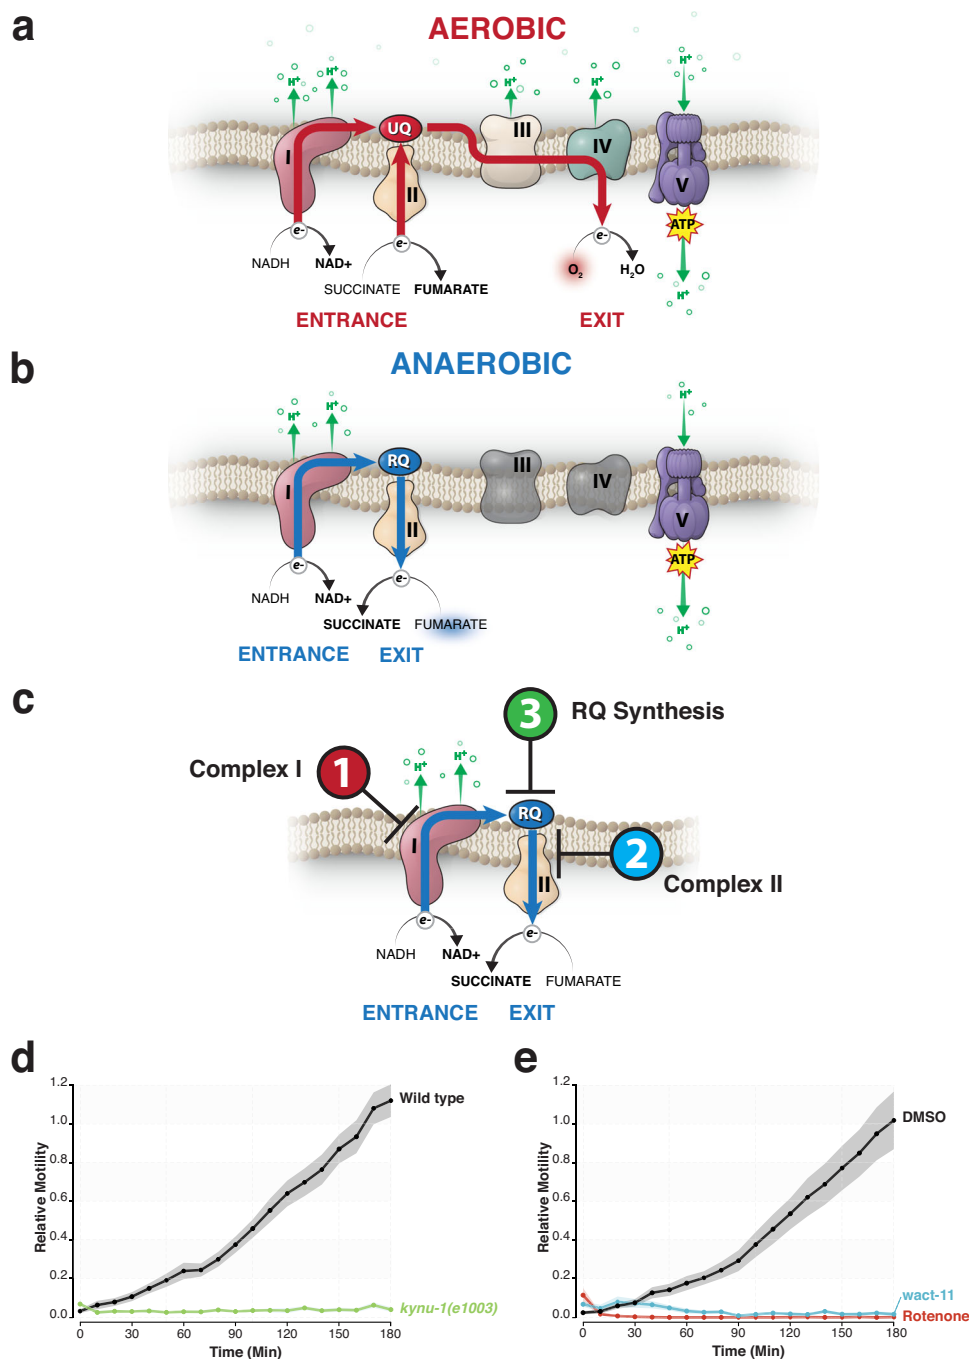 a
AEROBIC
H+
H+
H+
H+
H+
UQ
III
I
IV
II
V
e-
e-
e-
ATP
NADH
NAD+
O2
H2O
SUCCINATE
FUMARATE
H+
ENTRANCE
EXIT
b
ANAEROBIC
H+
H+
H+
RQ
III
I
IV
II
V
ATP
e-
e-
NADH
NAD+
SUCCINATE
FUMARATE
H+
ENTRANCE
EXIT
c
3
RQ Synthesis
Complex I
1
H+
H+
RQ
I
2
II
Complex II
e-
e-
NADH
NAD+
SUCCINATE
FUMARATE
ENTRANCE
EXIT
d
1.2
1.0
0.8
0.6
0.4
0.2
0.0
Relative Motility
Wild type
kynu-1(e1003)
0
30
60
90
120
150
180
Time (Min)
e
1.2
1.0
0.8
0.6
0.4
0.2
0.0
Relative Motility
DMSO
wact-11
Rotenone
0
30
60
90
120
150
180
Time (Min)